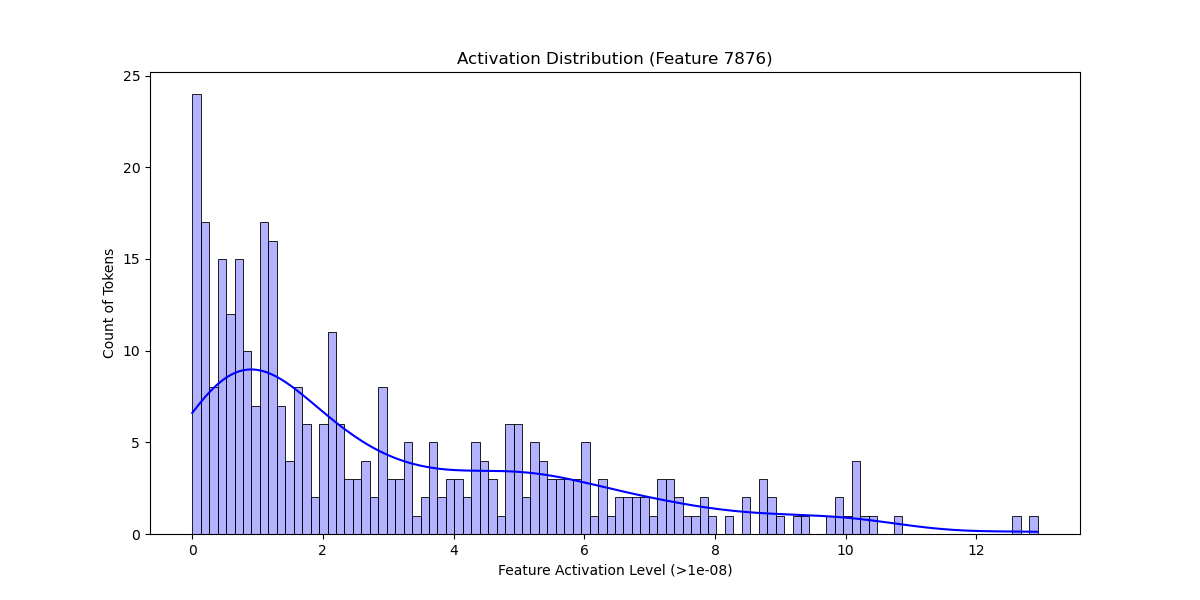 Activation Distribution (Feature 7876)
25
20
15
10
5
0
Count of Tokens
0 2 4 6 8 10 12
Feature Activation Level (>1e-08)